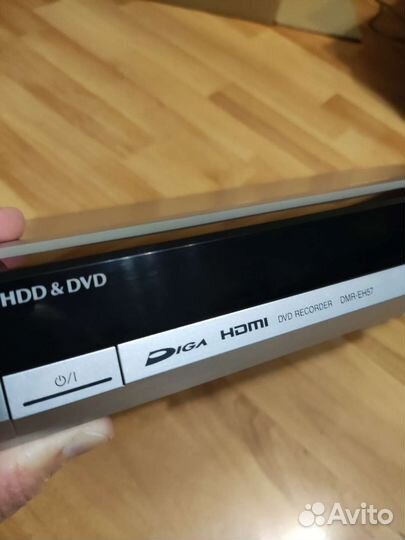 HDD & DVD
DIGA HDMI DVD RECORDER DMR-EH57
⏻/I
Avito